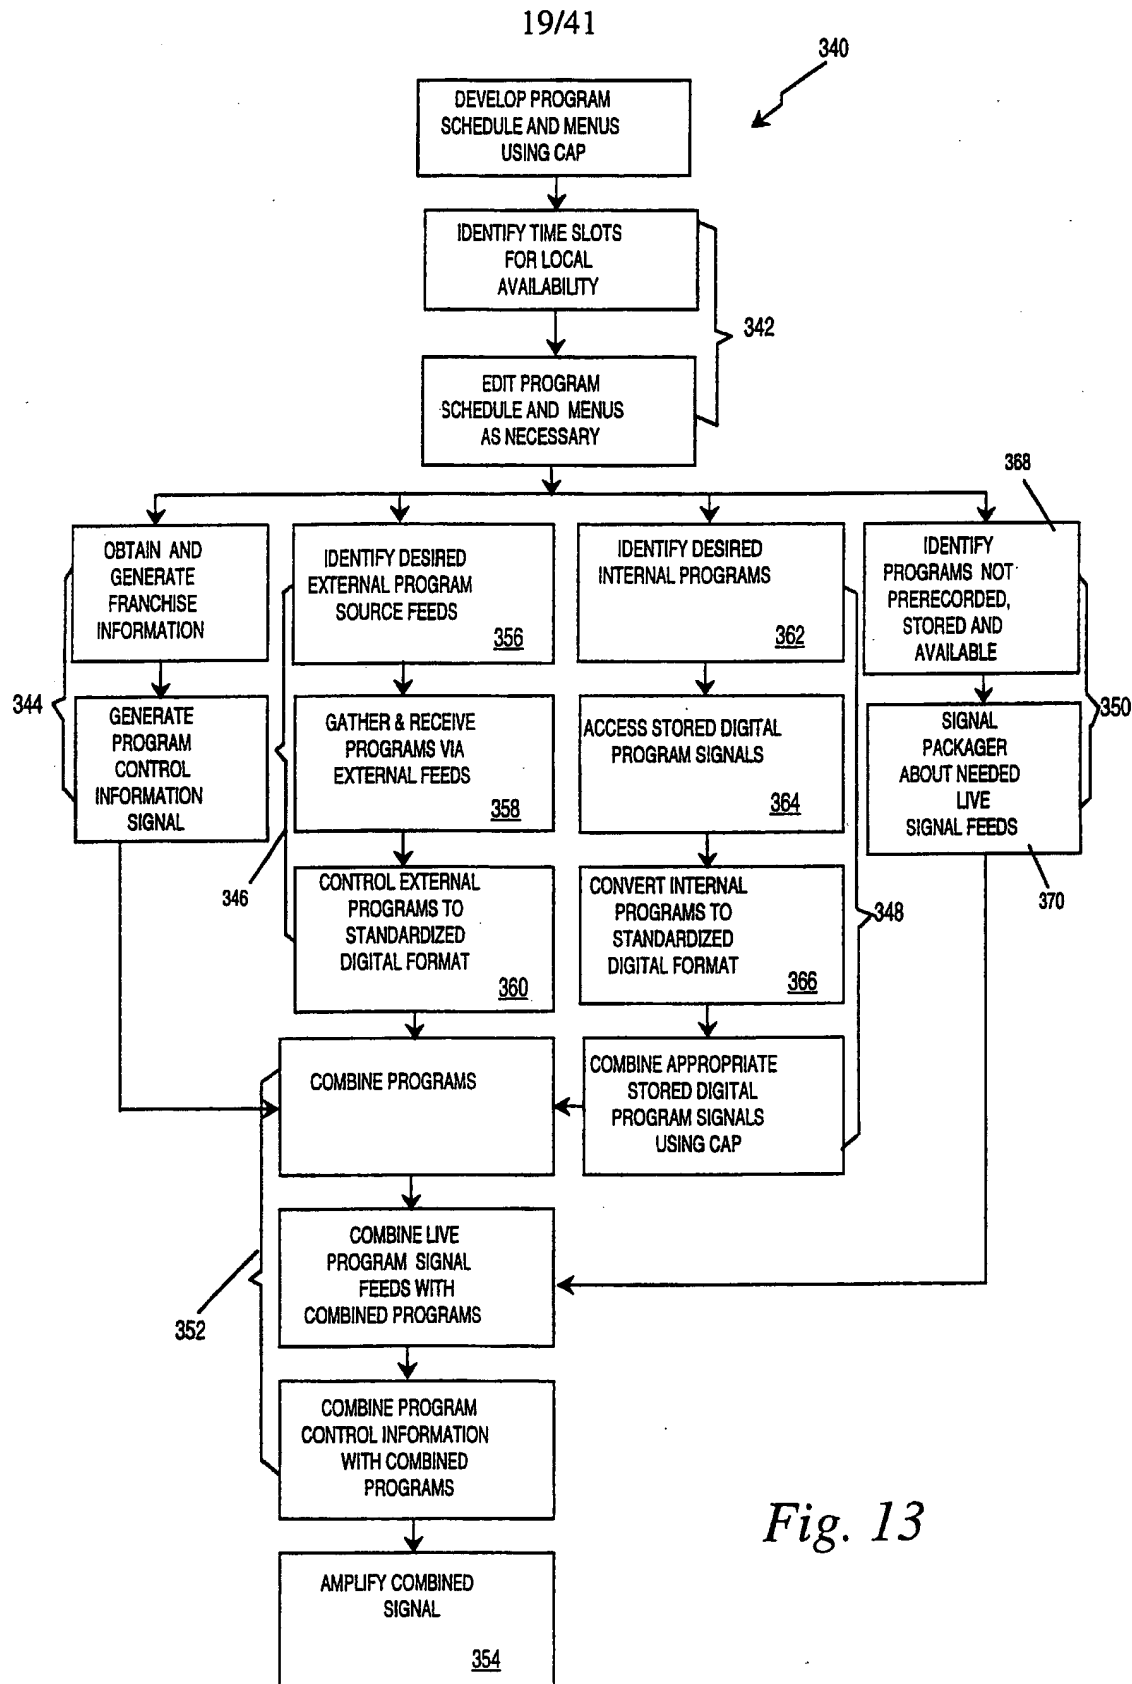 19/41
340
DEVELOP PROGRAM
SCHEDULE AND MENUS
USING CAP
IDENTIFY TIME SLOTS
FOR LOCAL
AVAILABILITY
342
EDIT PROGRAM
SCHEDULE AND MENUS
AS NECESSARY
368
OBTAIN AND
GENERATE
FRANCHISE
INFORMATION
IDENTIFY DESIRED
EXTERNAL PROGRAM
SOURCE FEEDS
356
IDENTIFY DESIRED
INTERNAL PROGRAMS
362
IDENTIFY
PROGRAMS NOT
PRERECORDED,
STORED AND
AVAILABLE
344
350
GENERATE
PROGRAM
CONTROL
INFORMATION
SIGNAL
GATHER & RECEIVE
PROGRAMS VIA
EXTERNAL FEEDS
358
ACCESS STORED DIGITAL
PROGRAM SIGNALS
364
SIGNAL
PACKAGER
ABOUT NEEDED
LIVE
SIGNAL FEEDS
346
CONTROL EXTERNAL
PROGRAMS TO
STANDARDIZED
DIGITAL FORMAT
360
CONVERT INTERNAL
PROGRAMS TO
STANDARDIZED
DIGITAL FORMAT
366
348
370
COMBINE PROGRAMS
COMBINE APPROPRIATE
STORED DIGITAL
PROGRAM SIGNALS
USING CAP
COMBINE LIVE
PROGRAM SIGNAL
FEEDS WITH
COMBINED PROGRAMS
352
COMBINE PROGRAM
CONTROL INFORMATION
WITH COMBINED
PROGRAMS
Fig. 13
AMPLIFY COMBINED
SIGNAL
354